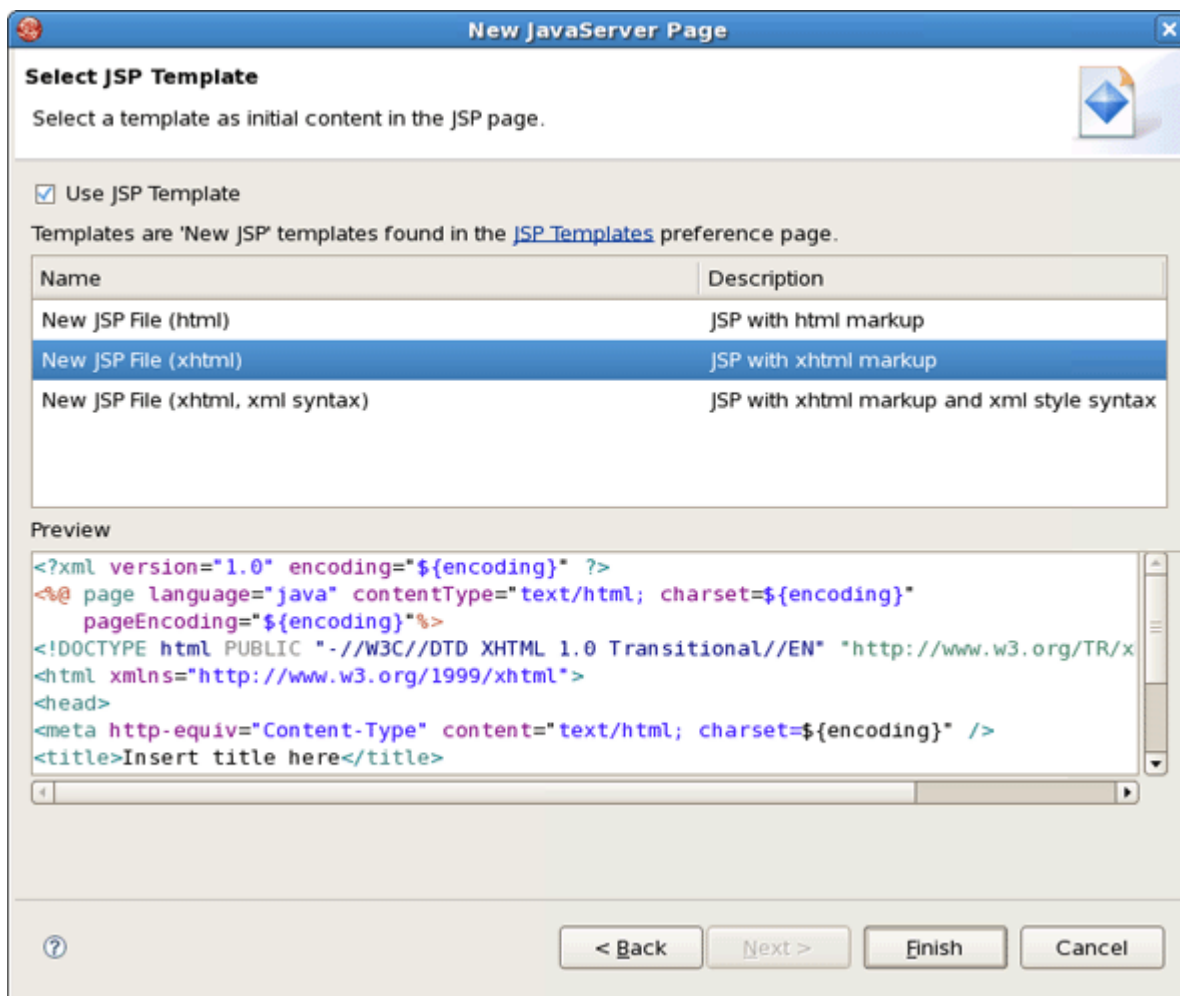 New JavaServer Page
Select JSP Template
Select a template as initial content in the JSP page.
Use JSP Template
Templates are 'New JSP' templates found in the JSP Templates preference page.
Name Description
New JSP File (html) JSP with html markup
New JSP File (xhtml) JSP with xhtml markup
New JSP File (xhtml, xml syntax) JSP with xhtml markup and xml style syntax
Preview
<?xml version="1.0" encoding="${encoding}" ?>
<%@ page language="java" contentType="text/html; charset=${encoding}"
    pageEncoding="${encoding}"%>
<!DOCTYPE html PUBLIC "-//W3C//DTD XHTML 1.0 Transitional//EN" "http://www.w3.org/TR/x
<html xmlns="http://www.w3.org/1999/xhtml">
<head>
<meta http-equiv="Content-Type" content="text/html; charset=${encoding}" />
<title>Insert title here</title>
? < Back Next > Finish Cancel